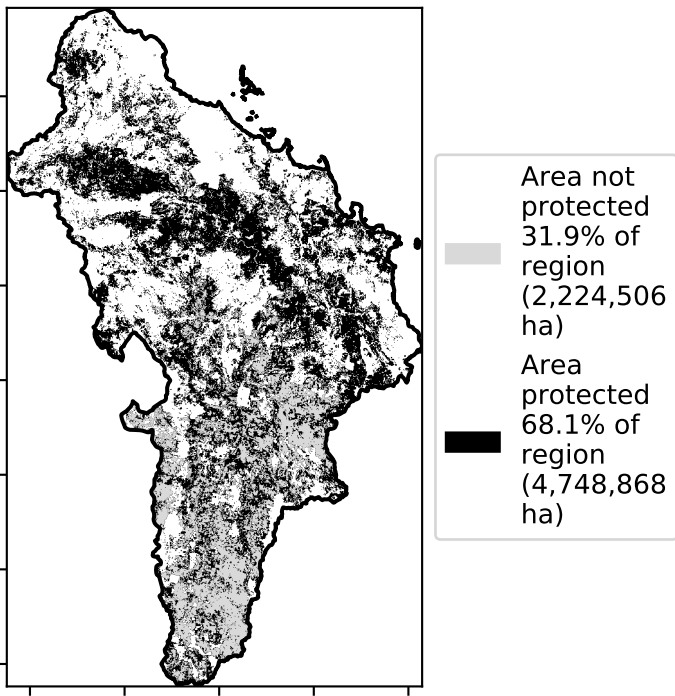 Area not
protected
31.9% of
region
(2,224,506
ha)
Area
protected
68.1% of
region
(4,748,868
ha)